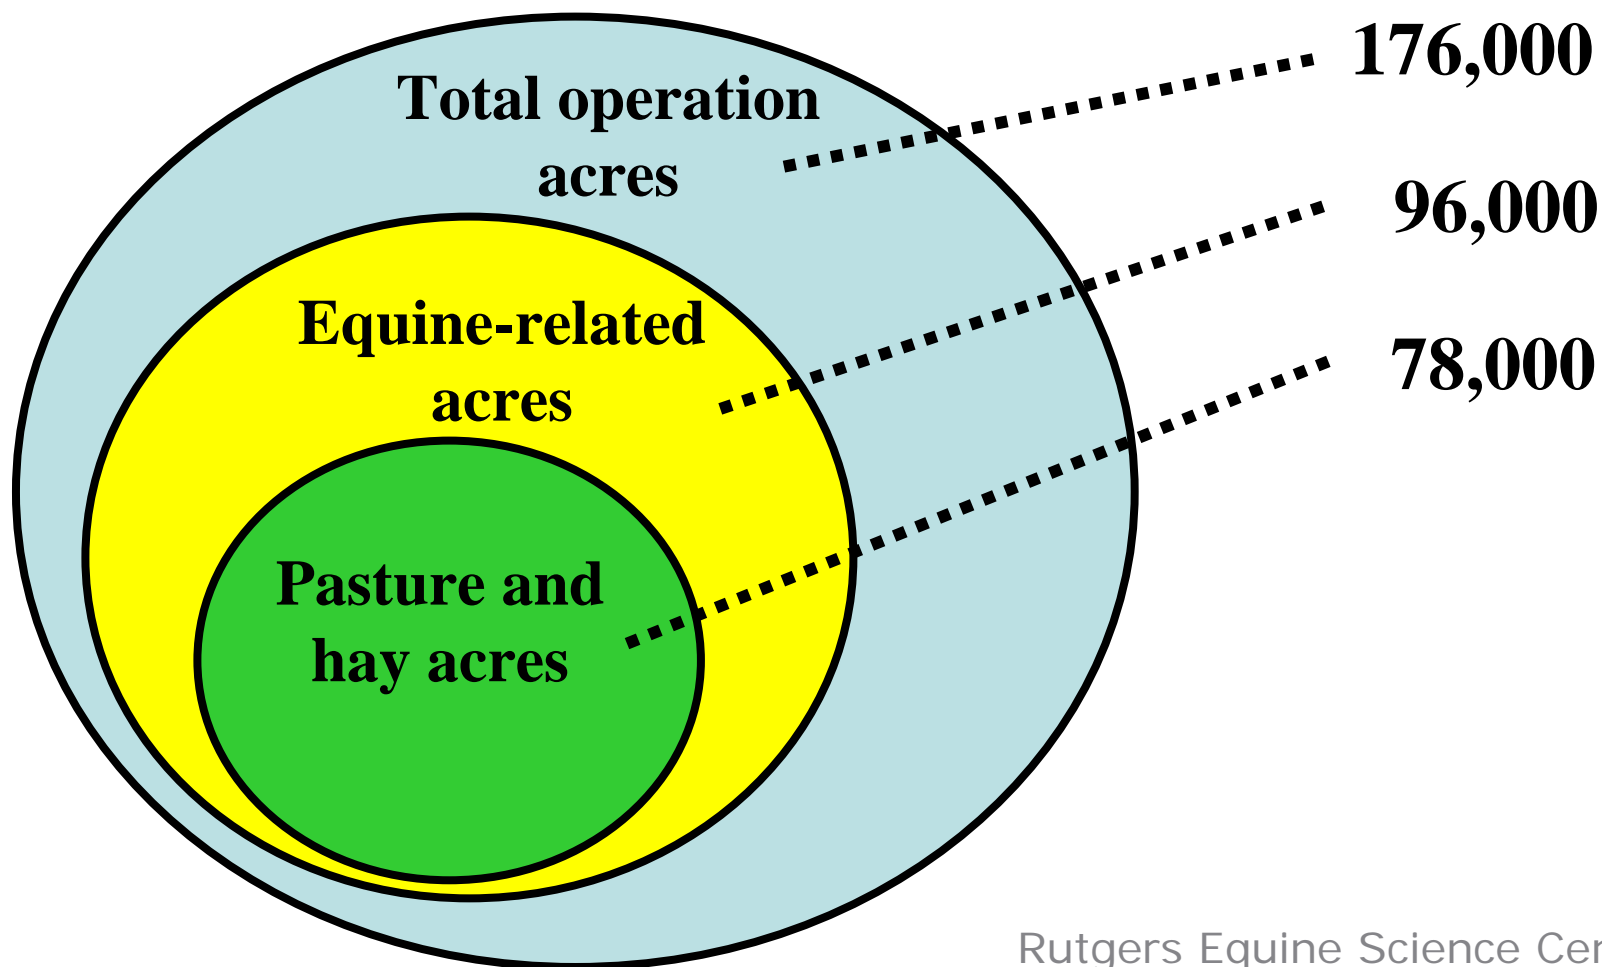 Total operation
acres
176,000
Equine-related
acres
96,000
Pasture and
hay acres
78,000
Rutgers Equine Science